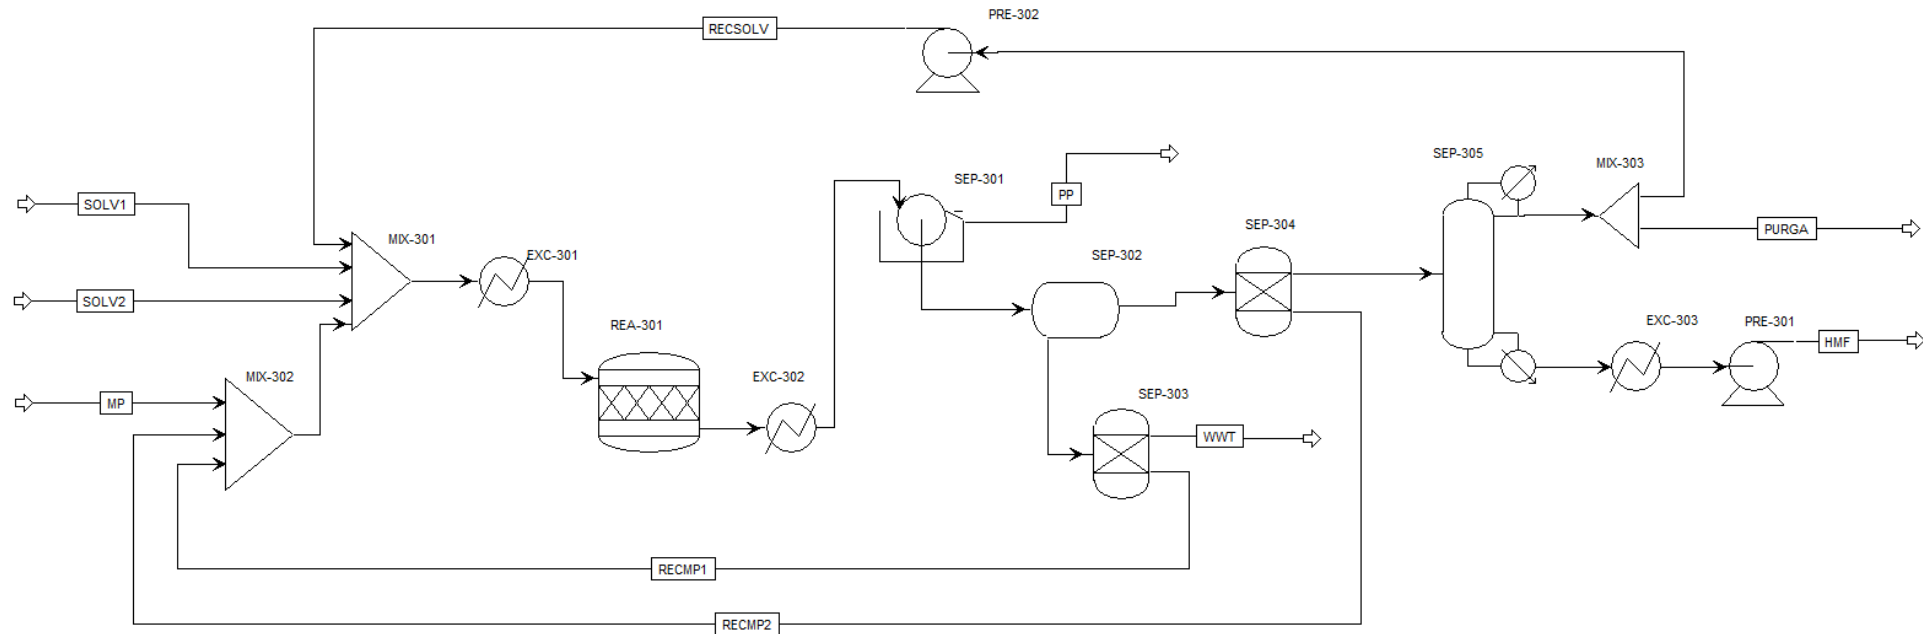 PRE-302
RECSOLV
SEP-301
PP
SEP-305
MIX-303
SOLV1
MIX-301
EXC-301
SEP-304
PURGA
SEP-302
SOLV2
REA-301
EXC-303
PRE-301
HMF
MIX-302
EXC-302
MP
SEP-303
WWT
RECMP1
RECMP2